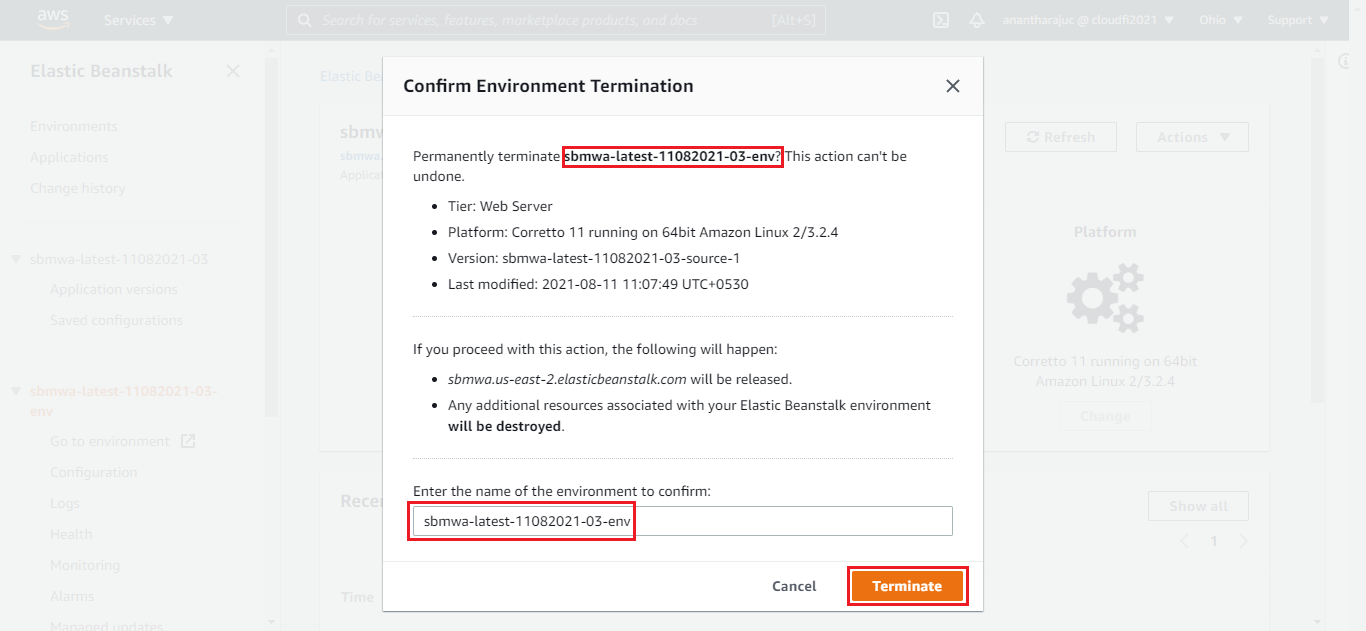 aws
Services
Search for services, features, marketplace products, and docs
[Alt+S]
anantharajuc @ cloudfi2021
Ohio
Support
Elastic Beanstalk
Environments
Applications
Change history
sbmwa-latest-11082021-03
Application versions
Saved configurations
sbmwa-latest-11082021-03-
env
Go to environment
Configuration
Logs
Health
Monitoring
Alarms
Managed updates
Elastic
Refresh
Actions
Platform
Corretto 11 running on 64bit
Amazon Linux 2/3.2.4
Change
Show all
1
Time
Confirm Environment Termination
Permanently terminate sbmwa-latest-11082021-03-env? This action can't be
undone.
Tier: Web Server
Platform: Corretto 11 running on 64bit Amazon Linux 2/3.2.4
Version: sbmwa-latest-11082021-03-source-1
Last modified: 2021-08-11 11:07:49 UTC+0530
If you proceed with this action, the following will happen:
sbmwa.us-east-2.elasticbeanstalk.com will be released.
Any additional resources associated with your Elastic Beanstalk environment
will be destroyed.
Enter the name of the environment to confirm:
sbmwa-latest-11082021-03-env
Cancel
Terminate